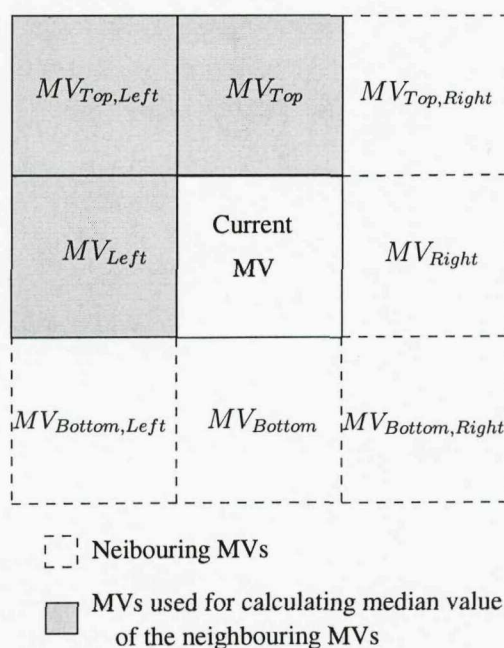 MV_{Top,Left} MV_{Top} MV_{Top,Right}
Current
MV_{Left} MV MV_{Right}
MV_{Bottom,Left} MV_{Bottom} MV_{Bottom,Right}
Neibouring MVs
MVs used for calculating median value
of the neighbouring MVs